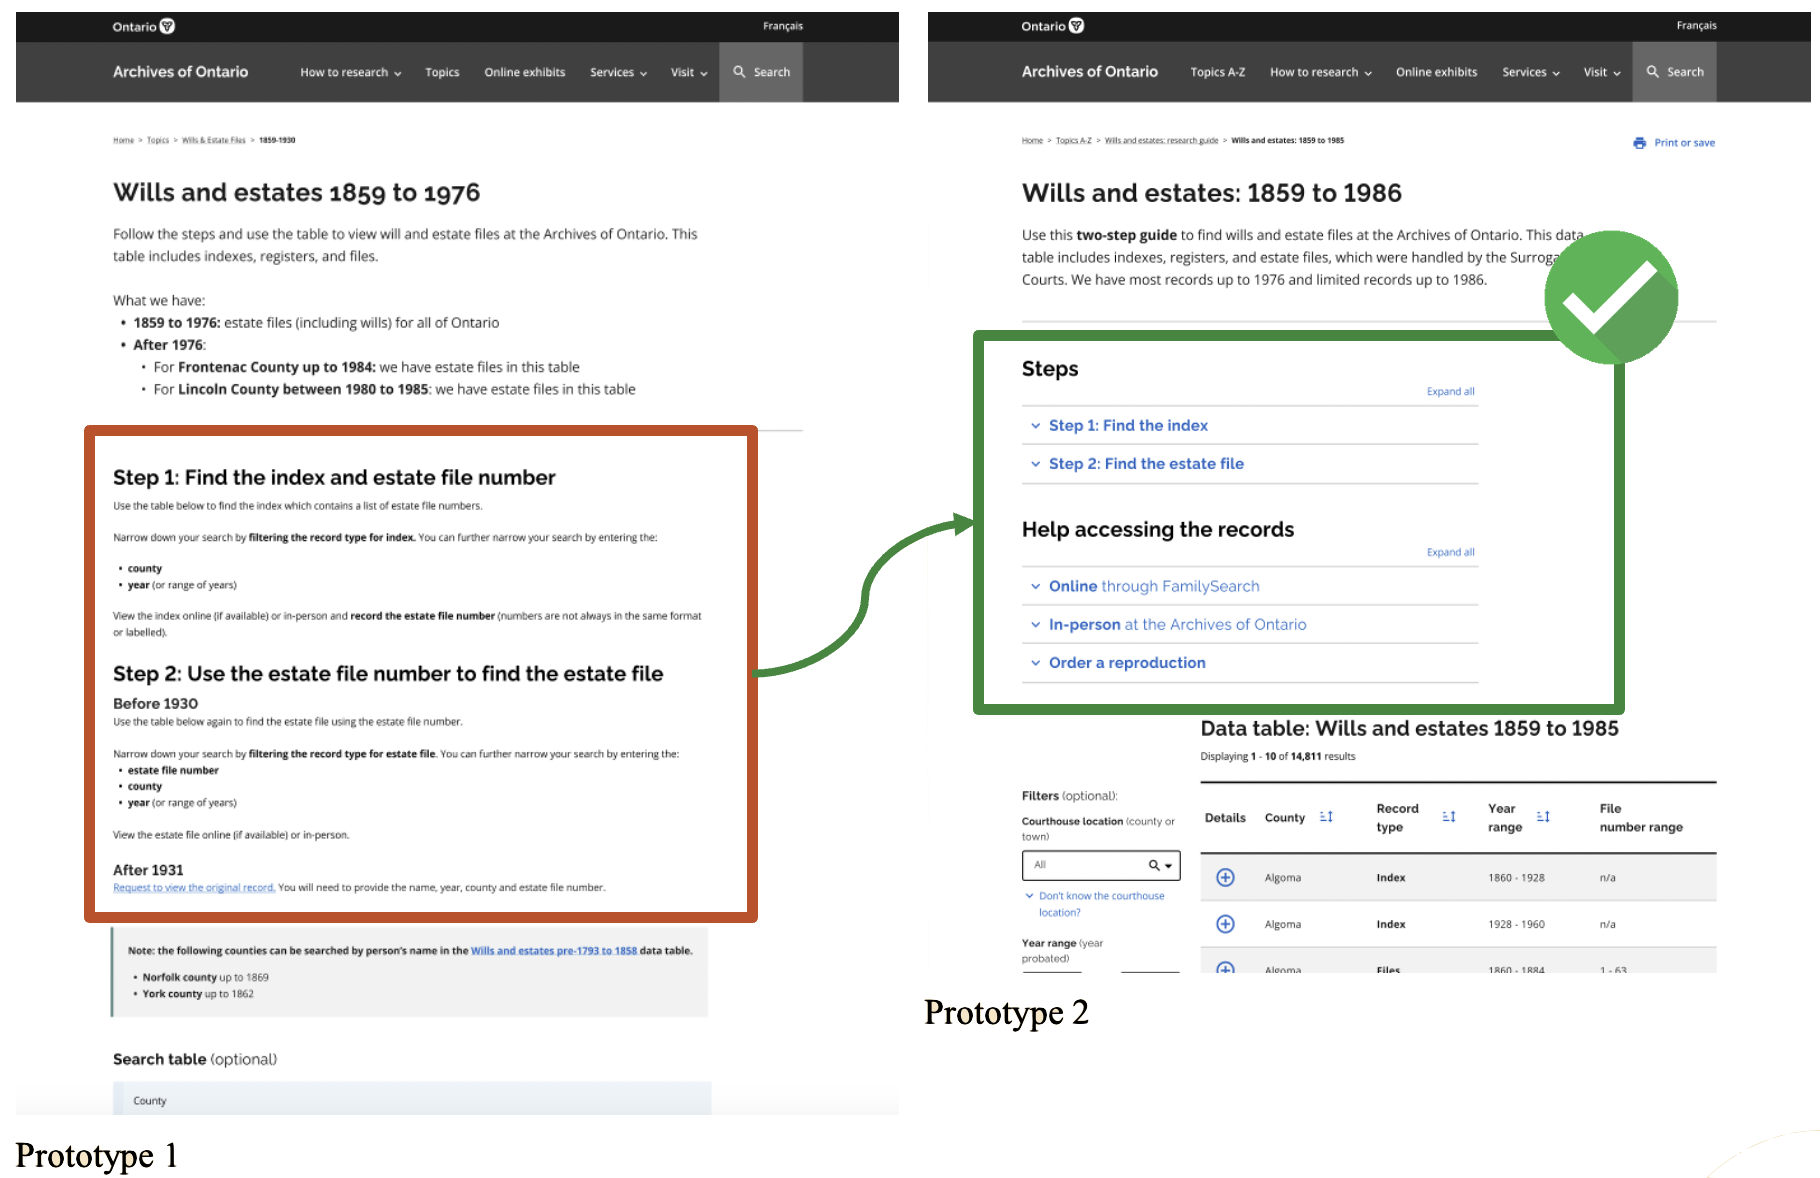 Ontario
Français
Archives of Ontario
How to research
Topics
Online exhibits
Services
Visit
Search
Home > Topics > Wills & Estate Files > 1859-1930
Wills and estates 1859 to 1976
Follow the steps and use the table to view will and estate files at the Archives of Ontario. This
table includes indexes, registers, and files.
What we have:
• 1859 to 1976: estate files (including wills) for all of Ontario
• After 1976:
• For Frontenac County up to 1984: we have estate files in this table
• For Lincoln County between 1980 to 1985: we have estate files in this table
Step 1: Find the index and estate file number
Use the table below to find the index which contains a list of estate file numbers.
Narrow down your search by filtering the record type for index. You can further narrow your search by entering the:
• county
• year (or range of years)
View the index online (if available) or in-person and record the estate file number (numbers are not always in the same format
or labelled).
Step 2: Use the estate file number to find the estate file
Before 1930
Use the table below again to find the estate file using the estate file number.
Narrow down your search by filtering the record type for estate file. You can further narrow your search by entering the:
• estate file number
• county
• year (or range of years)
View the estate file online (if available) or in-person.
After 1931
Request to view the original record. You will need to provide the name, year, county and estate file number.
Note: the following counties can be searched by person's name in the Wills and estates pre-1793 to 1858 data table.
• Norfolk county up to 1869
• York county up to 1862
Search table (optional)
County
Prototype 1
Ontario
Français
Archives of Ontario
Topics A-Z
How to research
Online exhibits
Services
Visit
Search
Home > Topics A-Z > Wills and estates: research guide > Wills and estates: 1859 to 1985
Print or save
Wills and estates: 1859 to 1986
Use this two-step guide to find wills and estate files at the Archives of Ontario. This data
table includes indexes, registers, and estate files, which were handled by the Surroga
Courts. We have most records up to 1976 and limited records up to 1986.
Steps
Expand all
Step 1: Find the index
Step 2: Find the estate file
Help accessing the records
Expand all
Online through FamilySearch
In-person at the Archives of Ontario
Order a reproduction
Data table: Wills and estates 1859 to 1985
Displaying 1 - 10 of 14,811 results
Filters (optional):
Courthouse location (county or
town)
All
Don't know the courthouse
location?
Year range (year
probated)
Details
County
Record
type
Year
range
File
number range
Algoma
Index
1860 - 1928
n/a
Algoma
Index
1928 - 1960
n/a
Algoma
Files
1860 - 1884
1 - 63
Prototype 2